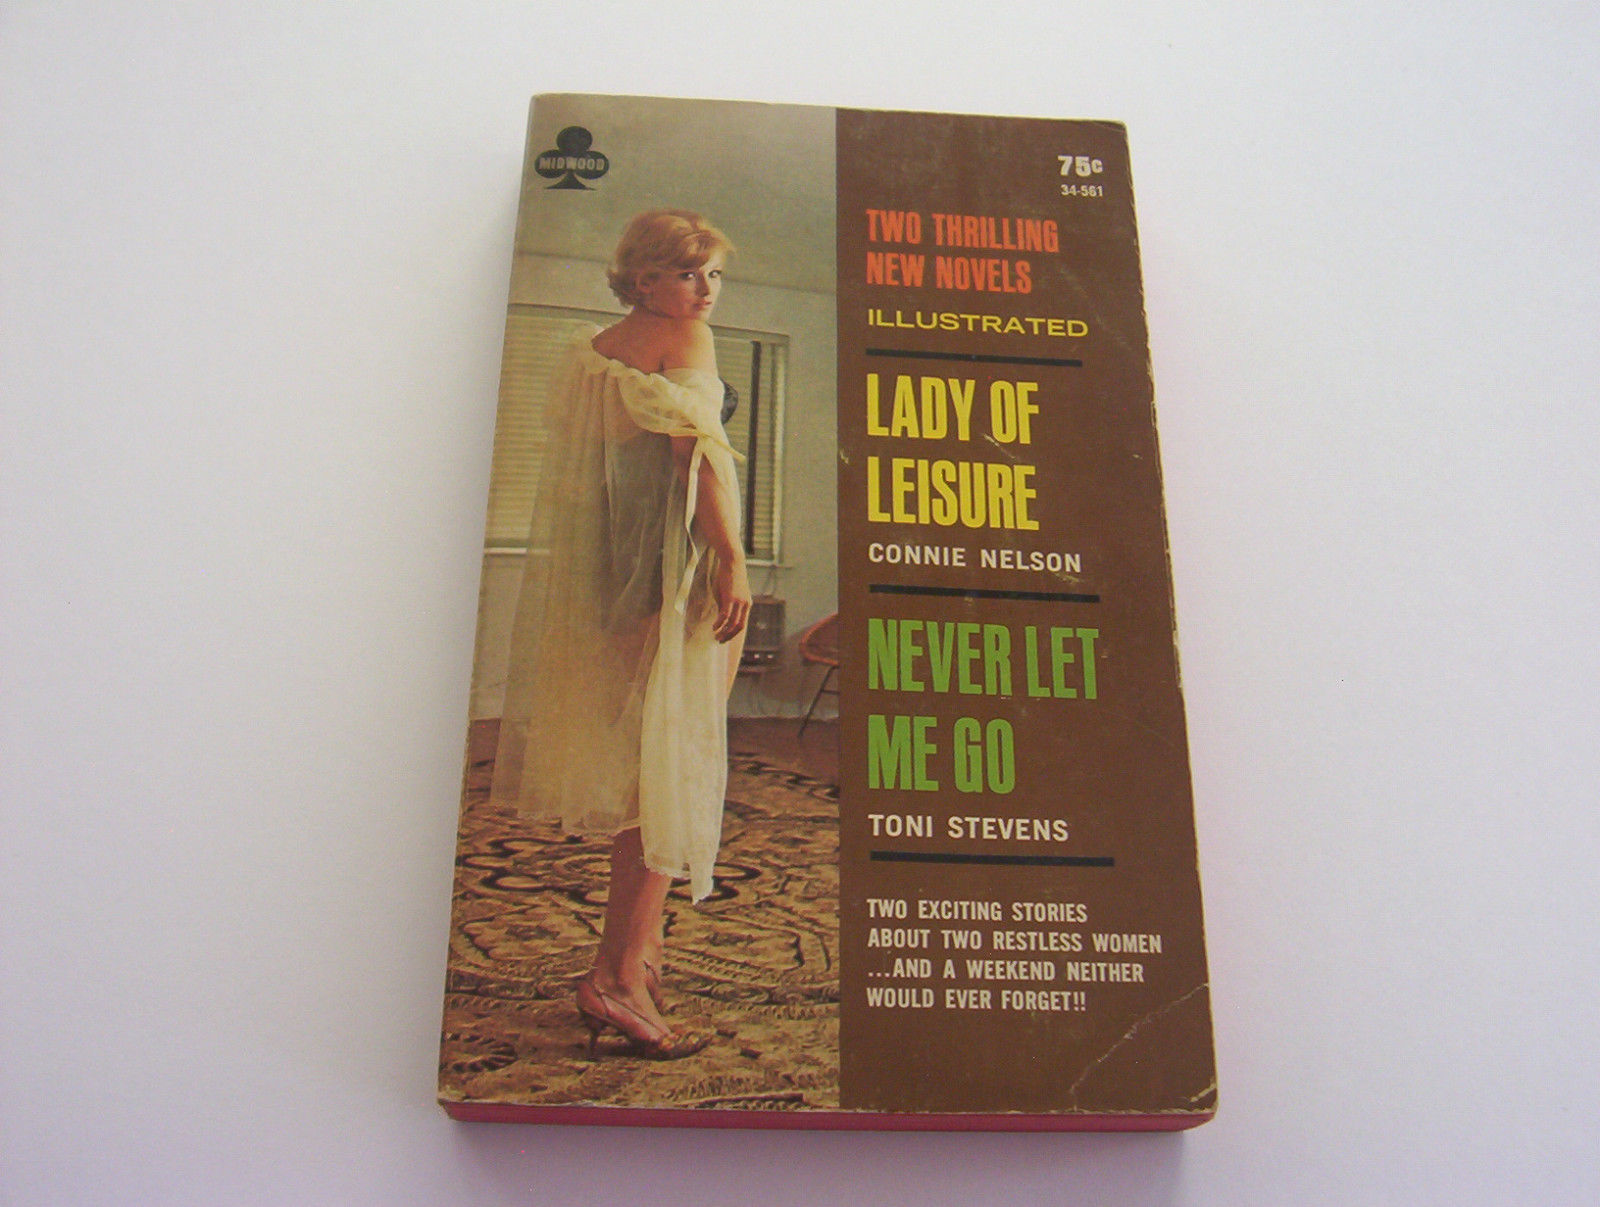 MIDWOOD
75c
34-561
TWO THRILLING
NEW NOVELS
ILLUSTRATED
LADY OF
LEISURE
CONNIE NELSON
NEVER LET
ME GO
TONI STEVENS
TWO EXCITING STORIES
ABOUT TWO RESTLESS WOMEN
...AND A WEEKEND NEITHER
WOULD EVER FORGET!!